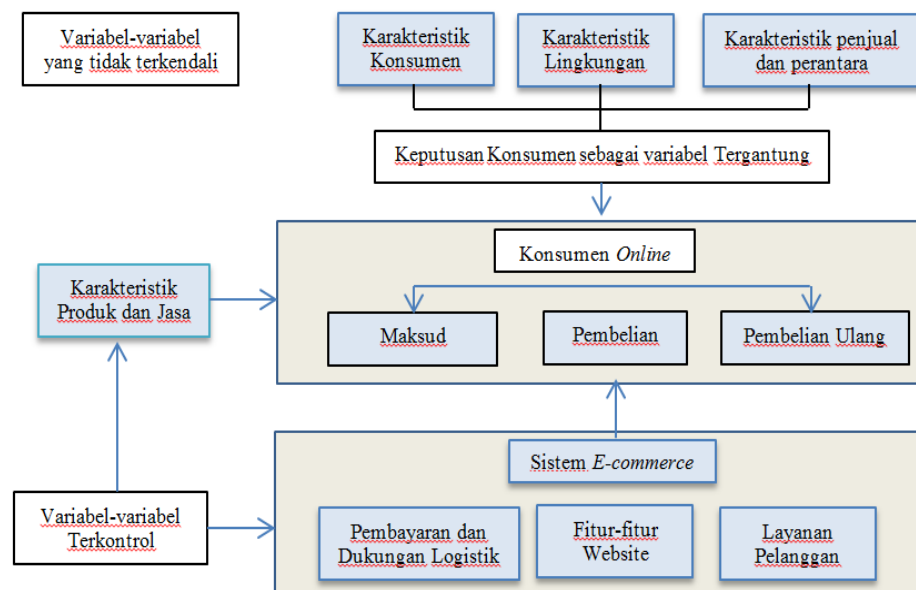 Variabel-variabel
yang tidak terkendali
Karakteristik
Konsumen
Karakteristik
Lingkungan
Karakteristik penjual
dan perantara
Keputusan Konsumen sebagai variabel Tergantung
Konsumen Online
Karakteristik
Produk dan Jasa
Maksud
Pembelian
Pembelian Ulang
Sistem E-commerce
Variabel-variabel
Terkontrol
Pembayaran dan
Dukungan Logistik
Fitur-fitur
Website
Layanan
Pelanggan